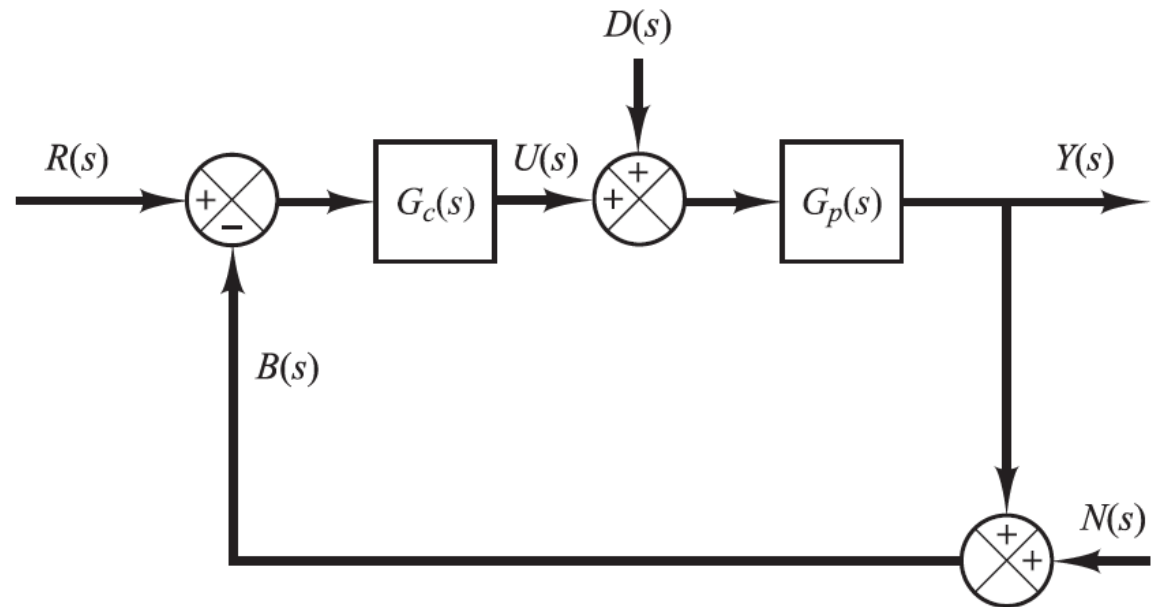 D(s)
R(s)
U(s)
Y(s)
+
+
+
G_c(s)
G_p(s)
−
B(s)
N(s)
+
+